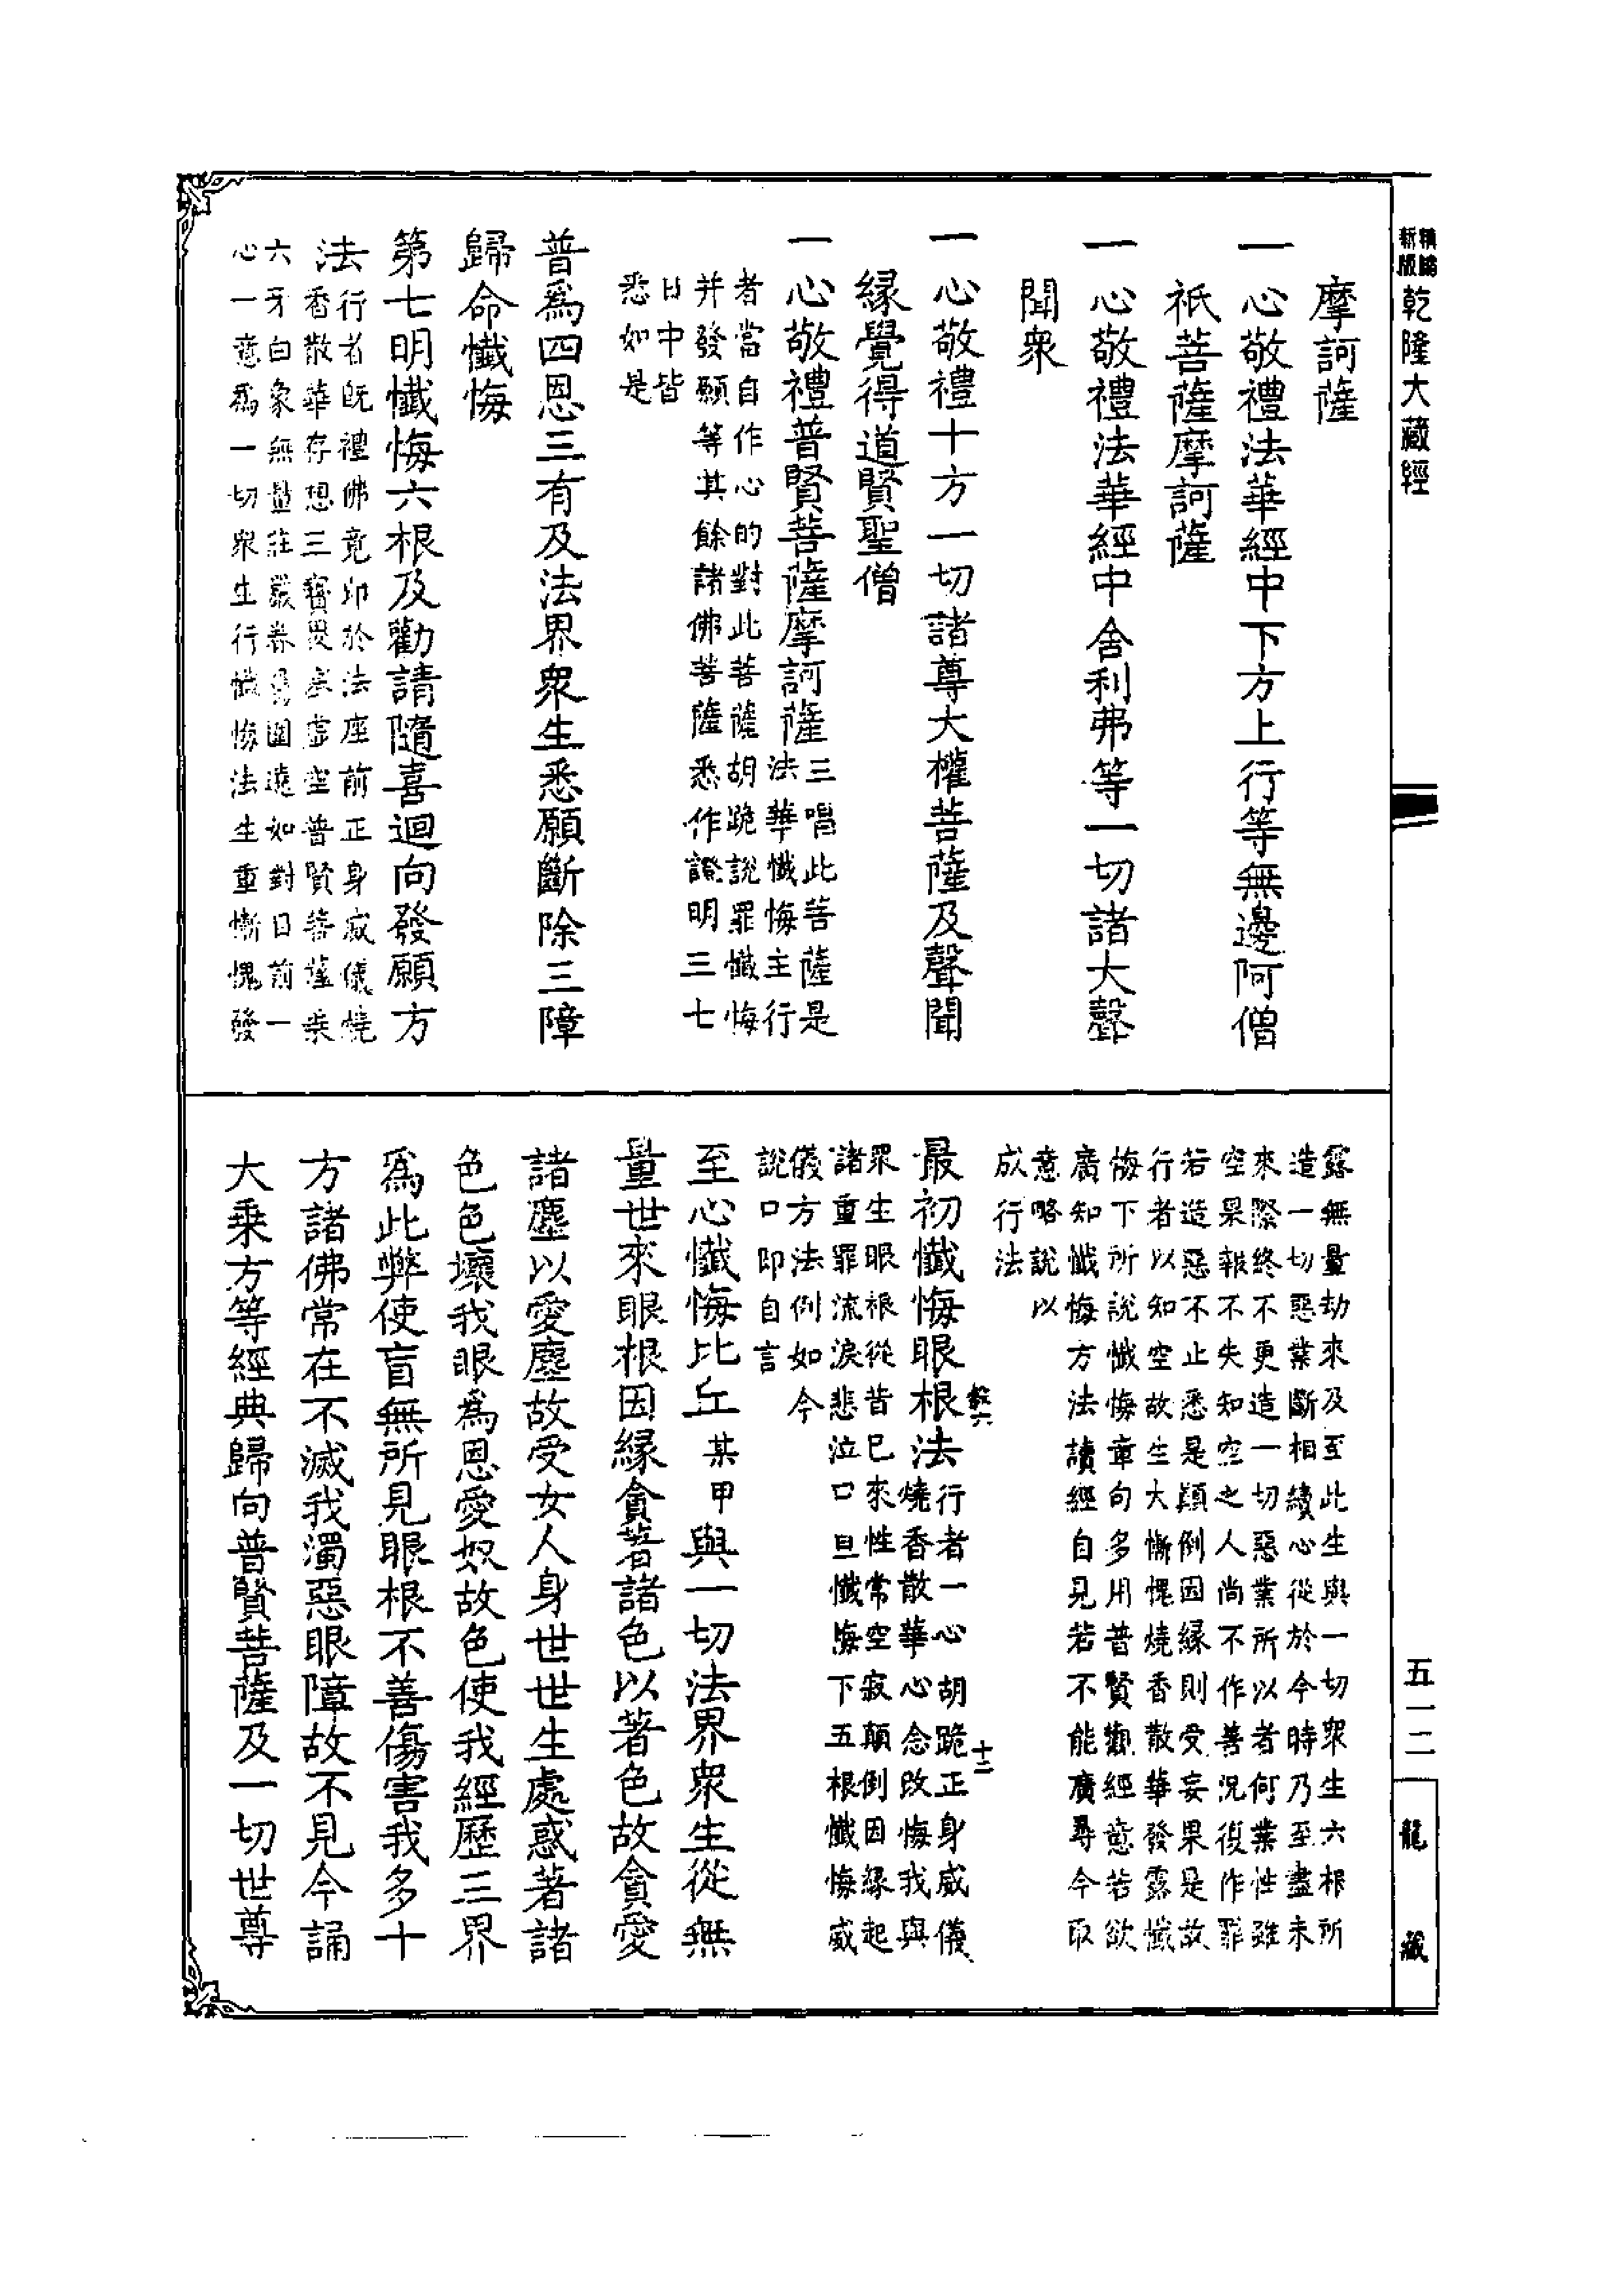 精縮
新版
乾隆大藏經
五一二
龍藏
摩訶薩
一心敬禮法華經中下方上行等無邊阿僧
祇菩薩摩訶薩
一心敬禮法華經中舍利弗等一切諸大聲
聞衆
一心敬禮十方一切諸尊大權菩薩及聲聞
緣覺得道賢聖僧
一心敬禮普賢菩薩摩訶薩
三唱此菩薩是
法華懺悔主行
者當自作心的對此菩薩胡跪說罪懺悔
并發願等其餘諸佛菩薩悉作證明三七
日中皆
悉如是
普爲四恩三有及法界衆生悉願斷除三障
歸命懺悔
第七明懺悔六根及勸請隨喜迴向發願方
法
行者既禮佛竟即於法座前正身威儀燒
香散華存想三寶畟塞虛空普賢菩薩乘
六牙白象無量莊嚴眷屬圍遶如對目前一
心一意爲一切衆生行懺悔法生重慚愧發
露無量劫來及至此生與一切衆生六根所
造一切惡業斷相續心從於今時乃至盡未
來際終不更造一切惡業所以者何業性雖
空果報不失知空之人尚不作善況復作罪
若造惡不止悉是顛倒因緣則受妄果是故
行者以知空故生大慚愧燒香散華發露懺
悔下所說懺悔章句多用普賢觀經意若欲
廣知懺悔方法讀經自見若不能廣尋今取
意略說以
成行法
最初懺悔眼根法
行者一心胡跪正身威儀
燒香散華心念改悔我與
衆生眼根從昔已來性常空寂顛倒因緣起
諸重罪流淚悲泣口旦懺悔下五根懺悔威
儀方法例如今
說口即自言
至心懺悔比丘某甲與一切法界衆生從無
量世來眼根因緣貪著諸色以著色故貪愛
諸塵以愛塵故受女人身世世生處惑著諸
色色壞我眼爲恩愛奴故色使我經歷三界
爲此弊使盲無所見眼根不善傷害我多十
方諸佛常在不滅我濁惡眼障故不見今誦
大乘方等經典歸向普賢菩薩及一切世尊
十三